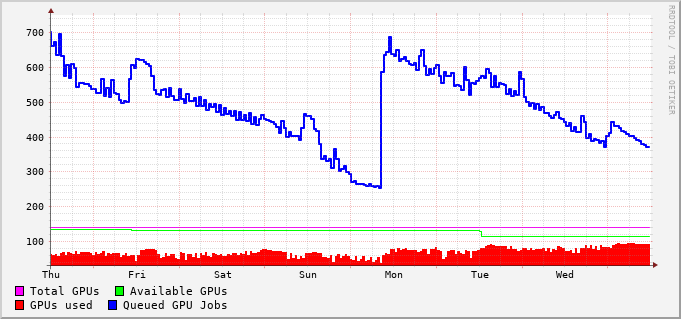 700
600
500
400
300
200
100
Thu Fri Sat Sun Mon Tue Wed
Total GPUs Available GPUs
GPUs used Queued GPU Jobs
RRDTOOL / TOBI OETIKER